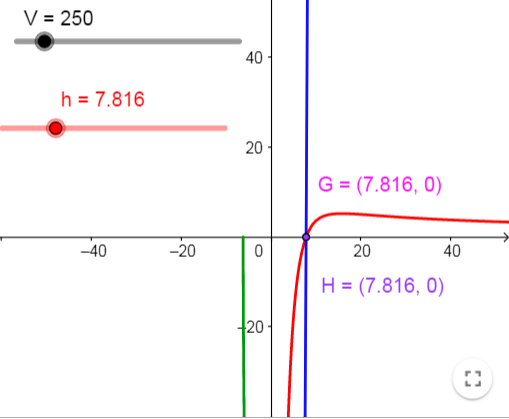 V = 250
h = 7.816
40
20
G = (7.816, 0)
−40
−20
0
20
40
H = (7.816, 0)
−20